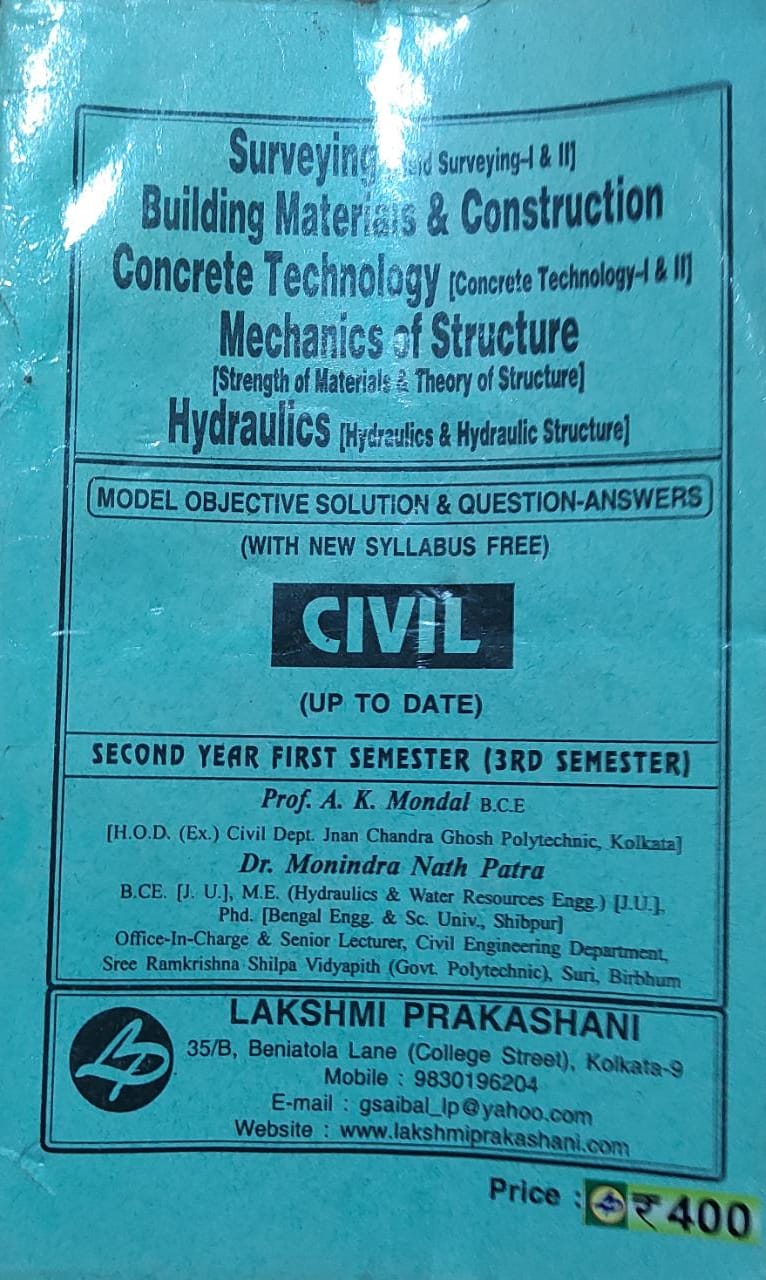 Surveying Surveying-I & II]
Building Materials & Construction
Concrete Technology [Concrete Technology-I & II]
Mechanics of Structure
[Strength of Materials & Theory of Structure]
Hydraulics [Hydraulics & Hydraulic Structure]
MODEL OBJECTIVE SOLUTION & QUESTION-ANSWERS
(WITH NEW SYLLABUS FREE)
CIVIL
(UP TO DATE)
SECOND YEAR FIRST SEMESTER (3RD SEMESTER)
Prof. A. K. Mondal B.C.E
[H.O.D. (Ex.) Civil Dept. Jnan Chandra Ghosh Polytechnic, Kolkata]
Dr. Monindra Nath Patra
B.CE. [J. U.], M.E. (Hydraulics & Water Resources Engg.) [J.U.],
Phd. [Bengal Engg. & Sc. Univ., Shibpur]
Office-In-Charge & Senior Lecturer, Civil Engineering Department,
Sree Ramkrishna Shilpa Vidyapith (Govt. Polytechnic), Suri, Birbhum
LP
LAKSHMI PRAKASHANI
35/B, Beniatola Lane (College Street), Kolkata-9
Mobile : 9830196204
E-mail : gsaibal_lp@yahoo.com
Website : www.lakshmiprakashani.com
Price : ₹ 400